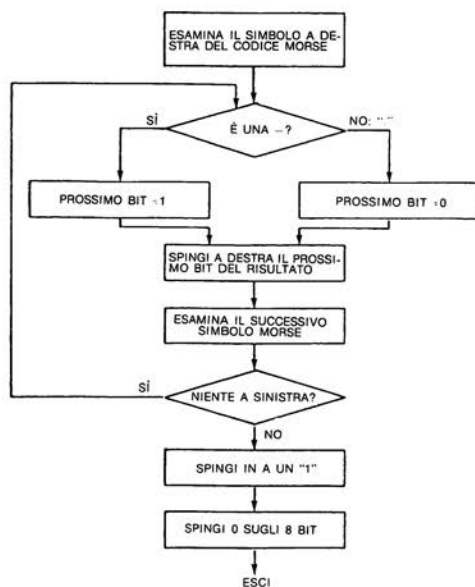 ESAMINA IL SIMBOLO A DE-
STRA DEL CODICE MORSE
SÌ
È UNA –?
NO: " "
PROSSIMO BIT =1
PROSSIMO BIT =0
SPINGI A DESTRA IL PROSSI-
MO BIT DEL RISULTATO
ESAMINA IL SUCCESSIVO
SIMBOLO MORSE
SÌ
NIENTE A SINISTRA?
NO
SPINGI IN A UN "1"
SPINGI 0 SUGLI 8 BIT
ESCI